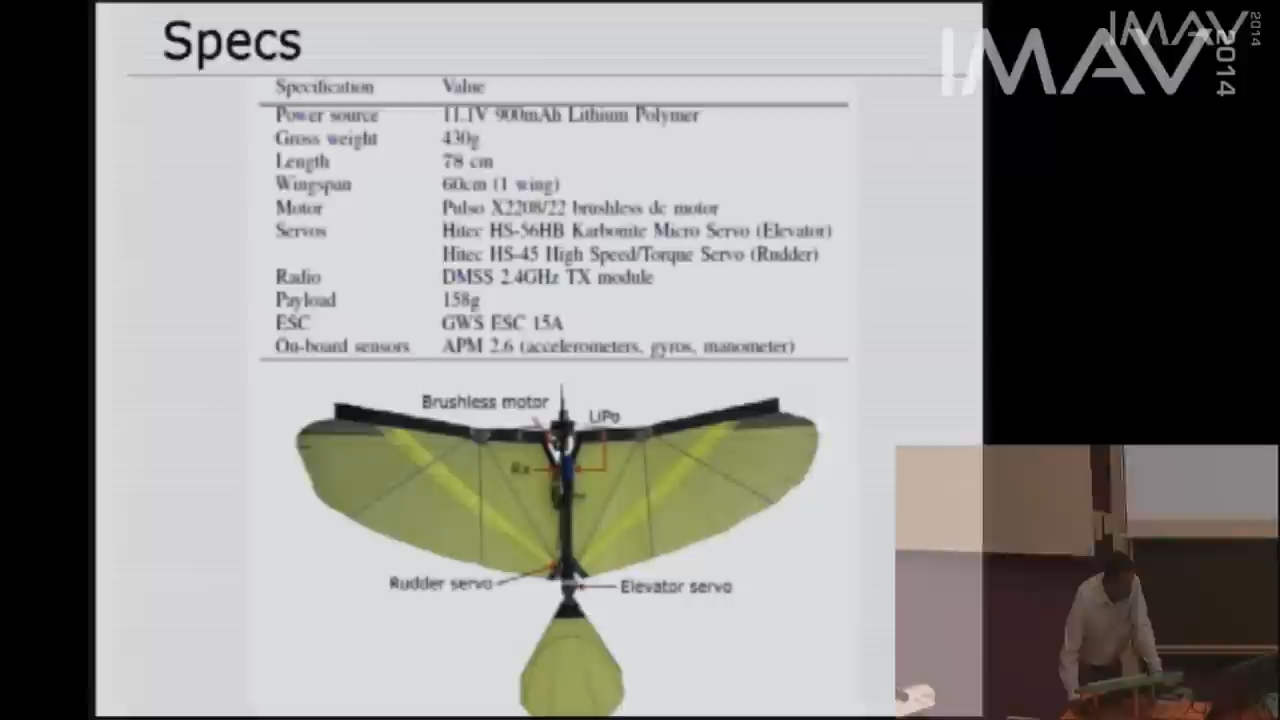 Specs
IMAV 2014
IMAV 2014
Specification Value
Power source 11.1V 900mAh Lithium Polymer
Gross weight 430g
Length 78 cm
Wingspan 60cm (1 wing)
Motor Pulso X2208/22 brushless dc motor
Servos Hitec HS-56HB Karbonite Micro Servo (Elevator)
Hitec HS-45 High Speed/Torque Servo (Rudder)
Radio DMSS 2.4GHz TX module
Payload 158g
ESC GWS ESC 15A
On-board sensors APM 2.6 (accelerometers, gyros, manometer)
Brushless motor
LiPo
Rx
Rudder servo
Elevator servo